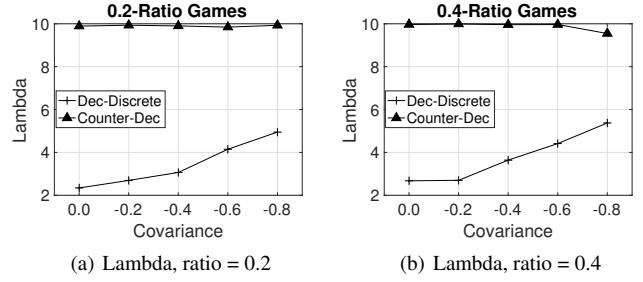 0.2-Ratio Games
10
8
6
4
2
Lambda
Dec-Discrete
Counter-Dec
0.0 -0.2 -0.4 -0.6 -0.8
Covariance
(a) Lambda, ratio = 0.2
0.4-Ratio Games
10
8
6
4
2
Lambda
Dec-Discrete
Counter-Dec
0.0 -0.2 -0.4 -0.6 -0.8
Covariance
(b) Lambda, ratio = 0.4